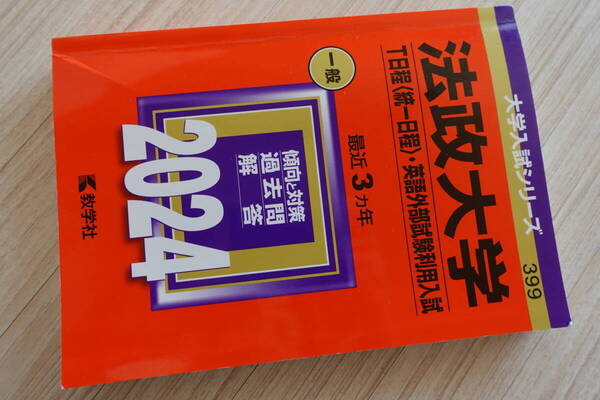 大学入試シリーズ
399
法政大学
T日程〈統一日程〉・英語外部試験利用入試
一般
最近3カ年
傾向と対策
過去問
解答
2024
教学社